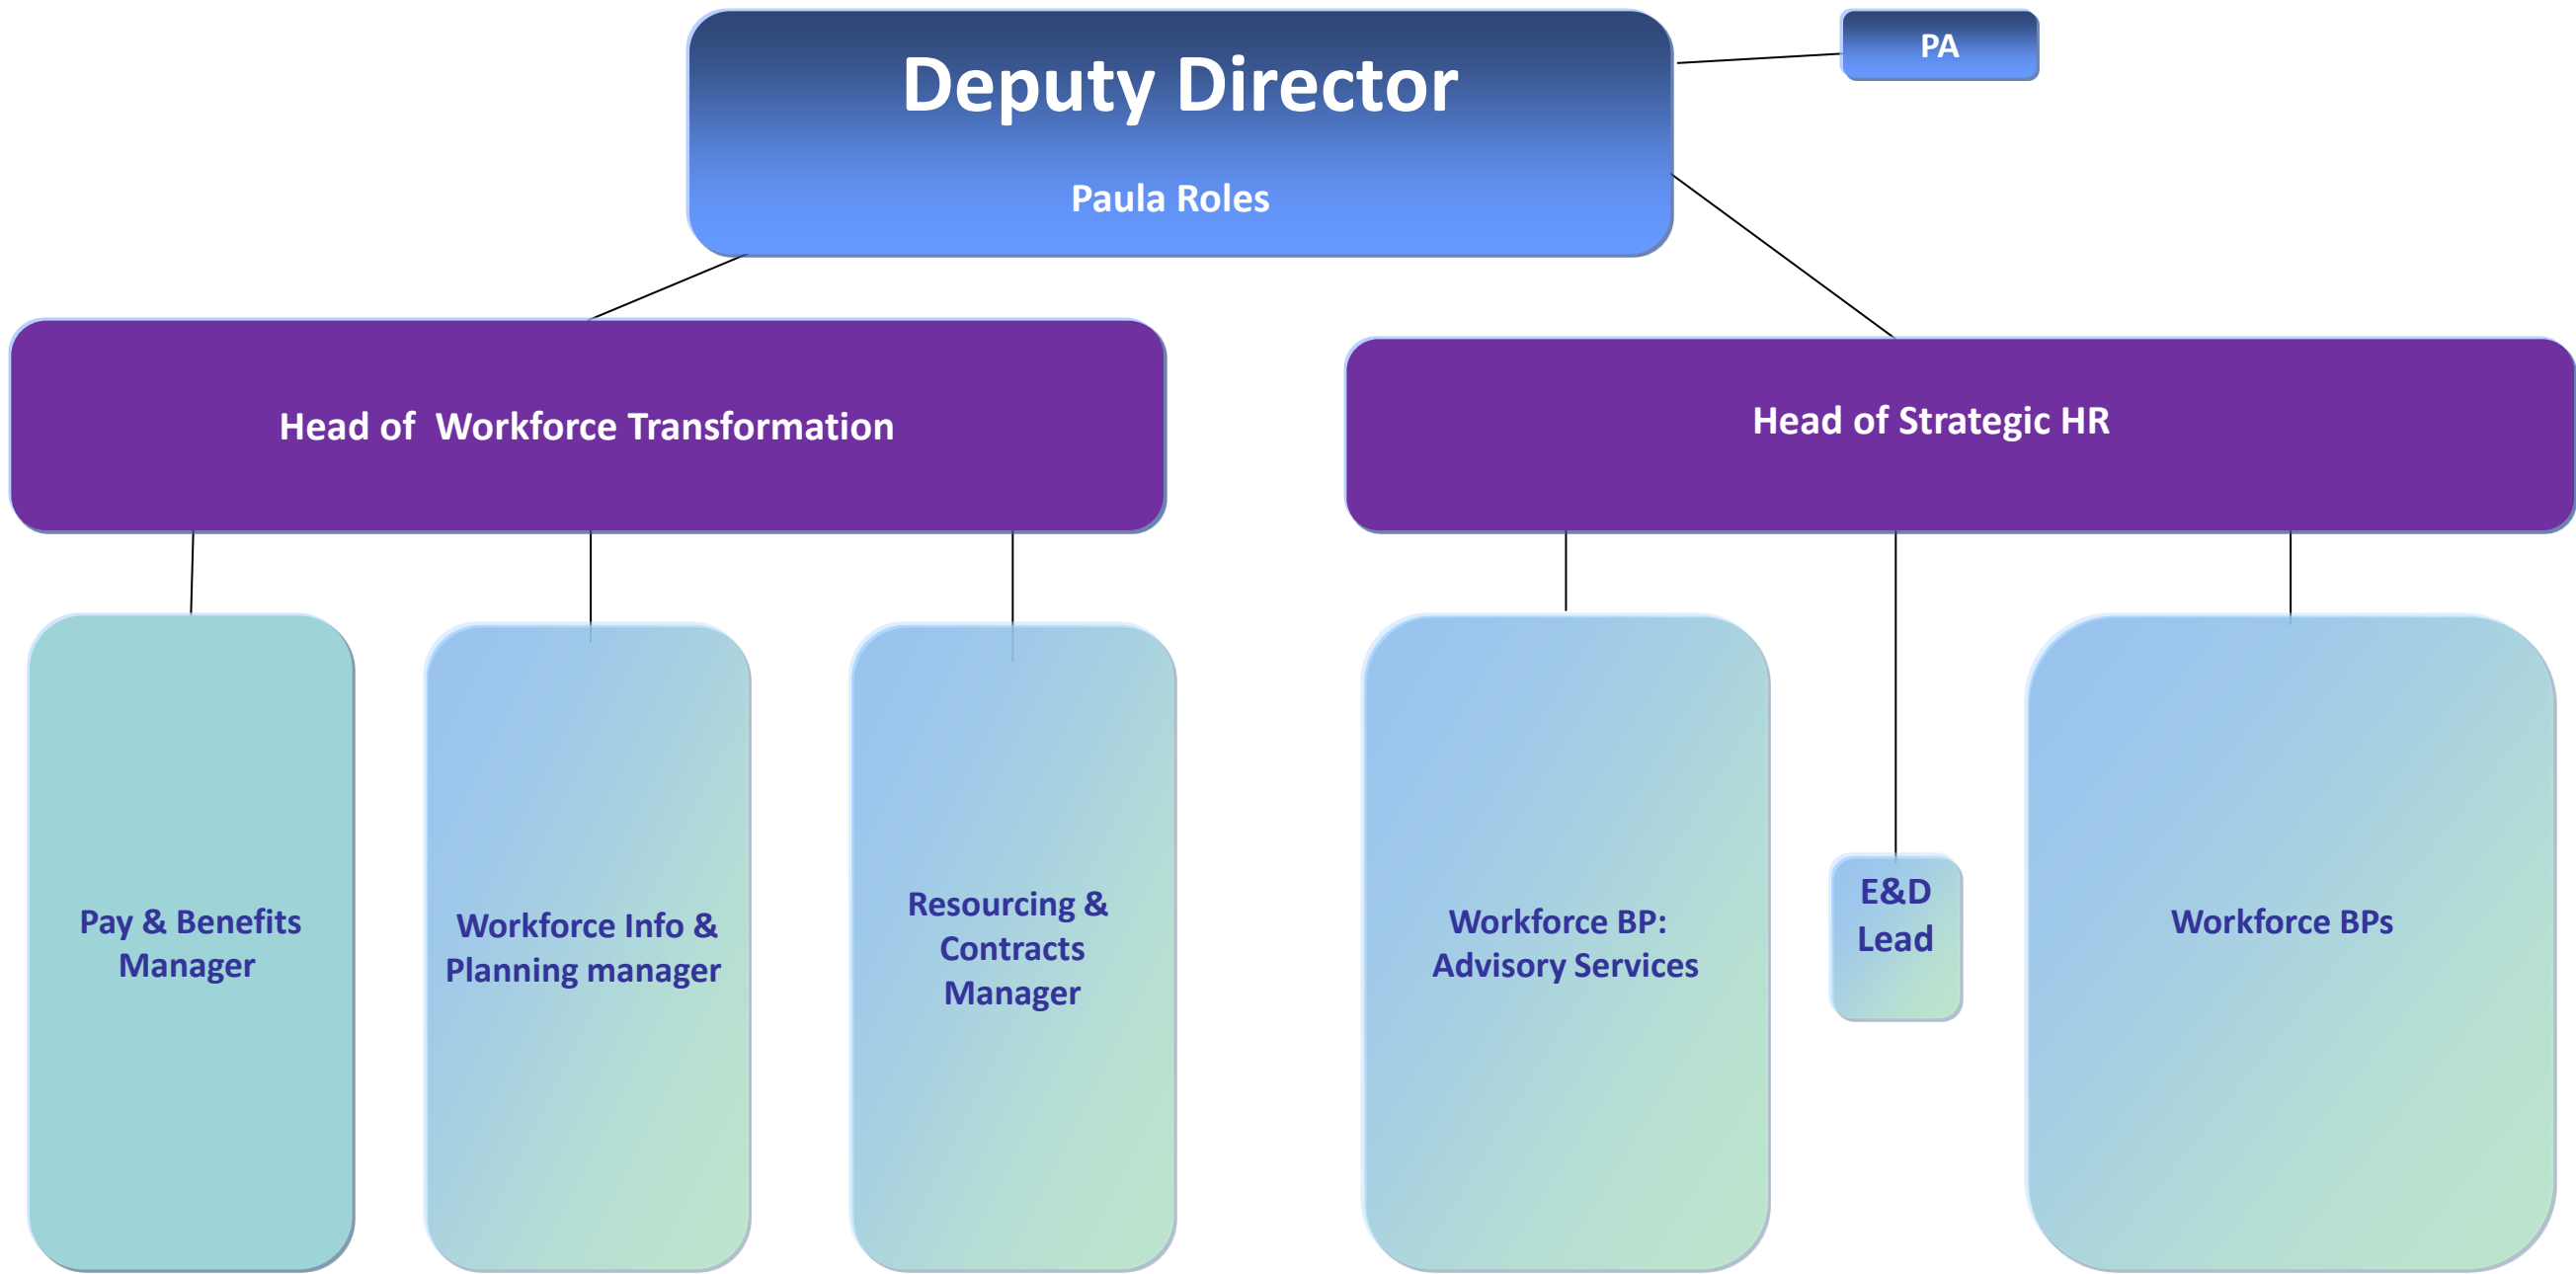 Deputy Director
Paula Roles
PA
Head of  Workforce Transformation
Head of Strategic HR
Pay & Benefits
Manager
Workforce Info &
Planning manager
Resourcing &
Contracts
Manager
Workforce BP:
Advisory Services
E&D
Lead
Workforce BPs